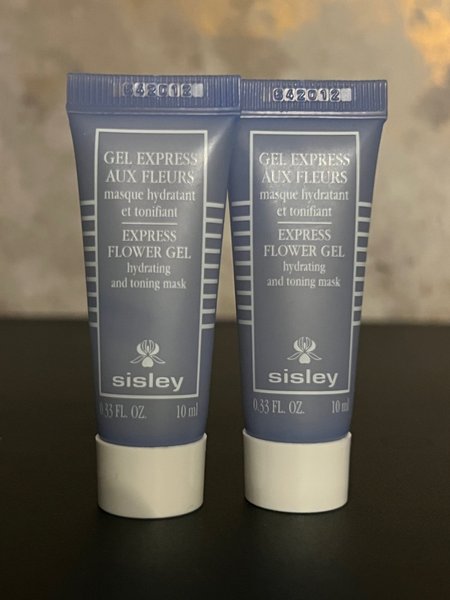 642012
GEL EXPRESS
AUX FLEURS
masque hydratant
et tonifiant
EXPRESS
FLOWER GEL
hydrating
and toning mask
sisley
0.33 FL. OZ. 10 ml
642012
GEL EXPRESS
AUX FLEURS
masque hydratant
et tonifiant
EXPRESS
FLOWER GEL
hydrating
and toning mask
sisley
0.33 FL. OZ. 10 ml